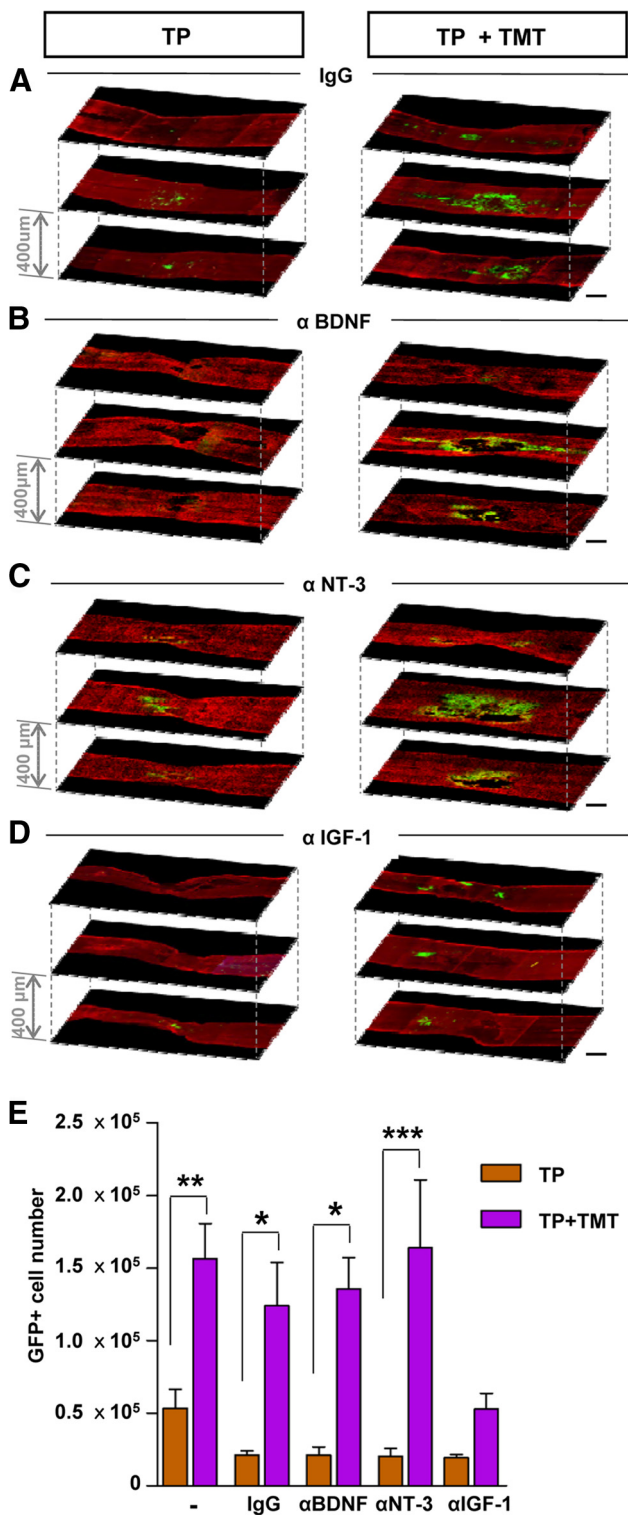 TP TP + TMT
A IgG
400um
B α BDNF
400μm
C α NT-3
400 μm
D α IGF-1
400 μm
E
2.5 x 10⁵
2.0 x 10⁵
1.5 x 10⁵
1.0 x 10⁵
0.5 x 10⁵
0
GFP+ cell number
** * * ***
TP
TP+TMT
- IgG αBDNF αNT-3 αIGF-1